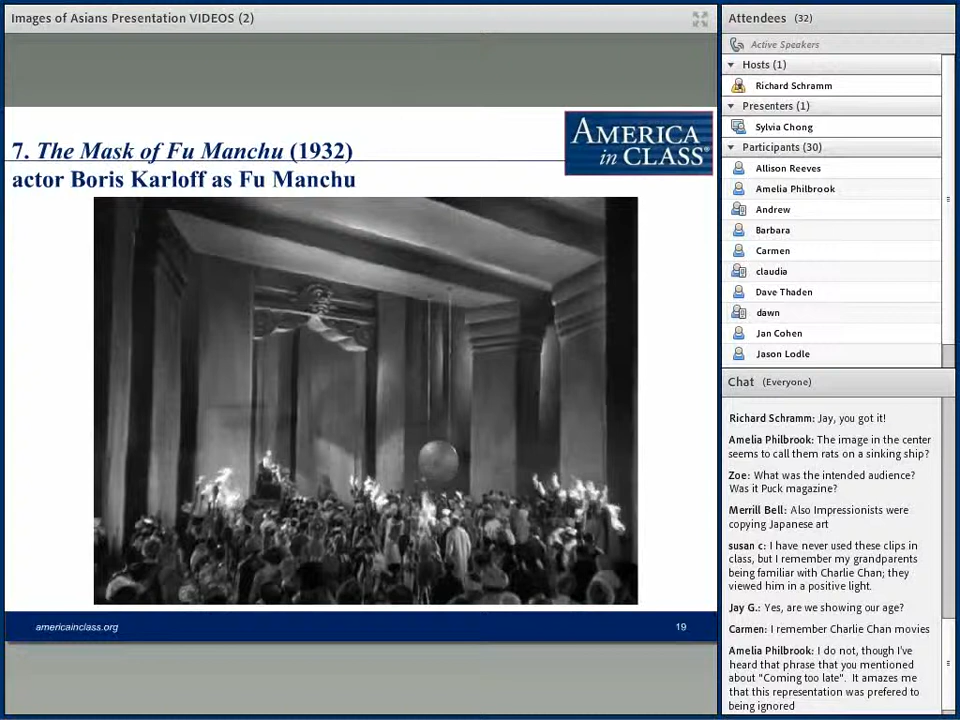 Images of Asians Presentation VIDEOS (2)
7. The Mask of Fu Manchu (1932)
actor Boris Karloff as Fu Manchu
AMERICA
in CLASS®
americainclass.org
19
Attendees (32)
Active Speakers
Hosts (1)
Richard Schramm
Presenters (1)
Sylvia Chong
Participants (30)
Allison Reeves
Amelia Philbrook
Andrew
Barbara
Carmen
claudia
Dave Thaden
dawn
Jan Cohen
Jason Lodle
Chat (Everyone)
Richard Schramm: Jay, you got it!
Amelia Philbrook: The image in the center
seems to call them rats on a sinking ship?
Zoe: What was the intended audience?
Was it Puck magazine?
Merrill Bell: Also Impressionists were
copying Japanese art
susan c: I have never used these clips in
class, but I remember my grandparents
being familiar with Charlie Chan; they
viewed him in a positive light.
Jay G.: Yes, are we showing our age?
Carmen: I remember Charlie Chan movies
Amelia Philbrook: I do not, though I've
heard that phrase that you mentioned
about "Coming too late". It amazes me
that this representation was prefered to
being ignored